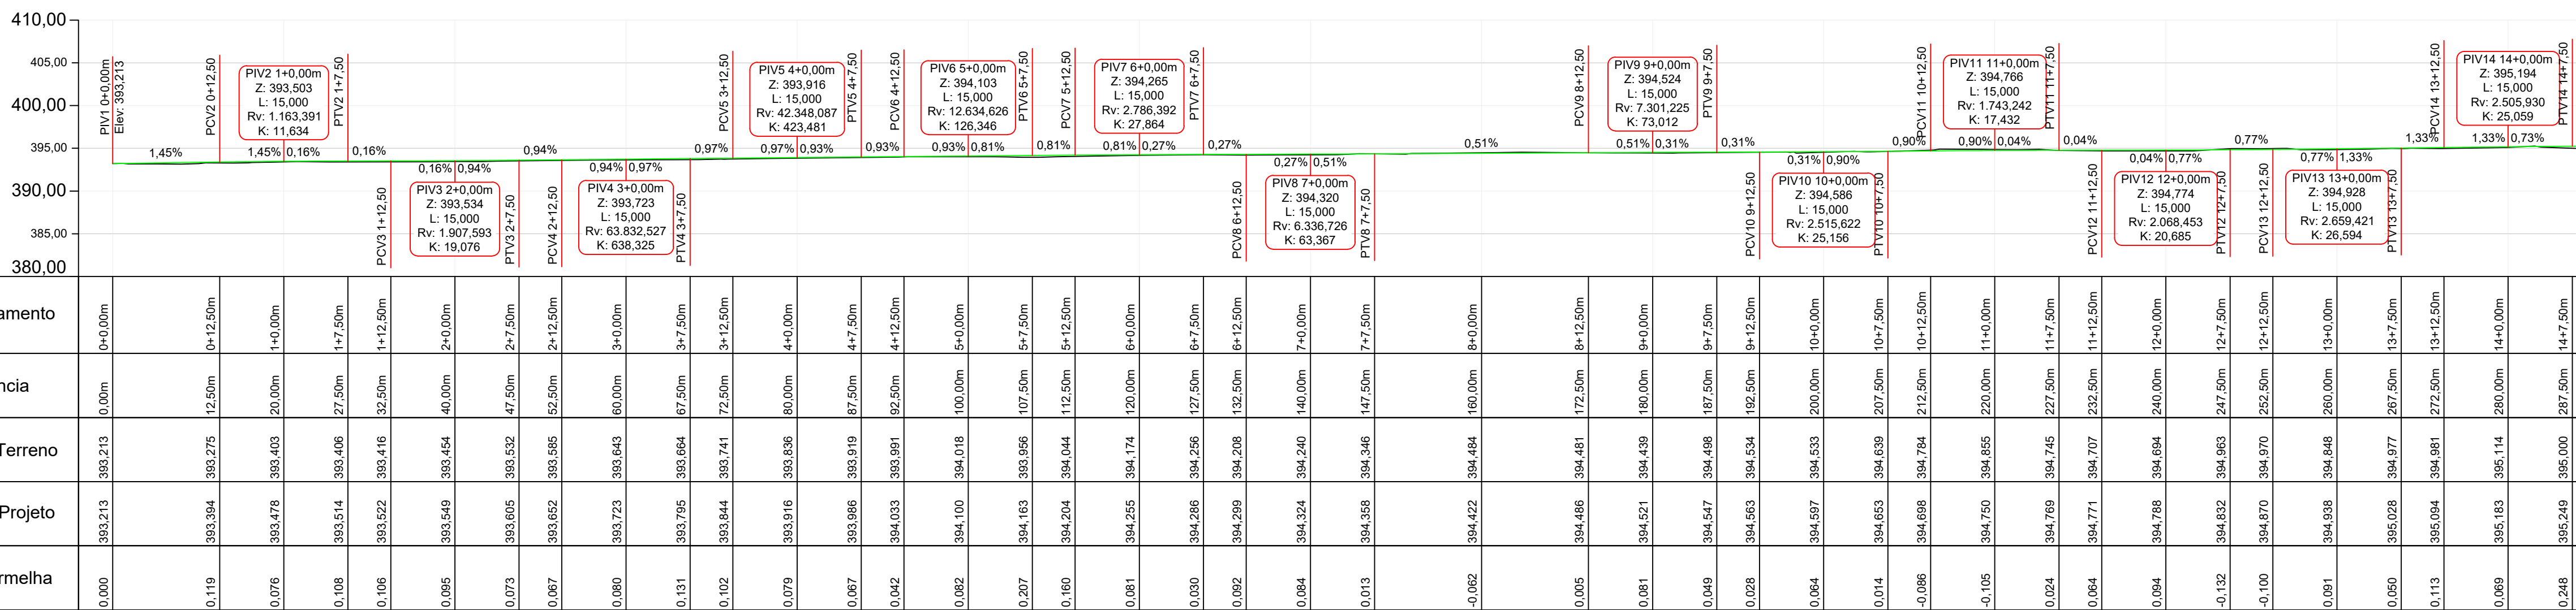 410,00
405,00
400,00
395,00
390,00
385,00
380,00
PIV1 0+0,00m
Elev: 393,213
PCV2 0+12,50
PIV2 1+0,00m
Z: 393,503
L: 15,000
Rv: 1.163,391
K: 11,634
PTV2 1+7,50
PCV3 1+12,50
PIV3 2+0,00m
Z: 393,534
L: 15,000
Rv: 1.907,593
K: 19,076
PTV3 2+7,50
PCV4 2+12,50
PIV4 3+0,00m
Z: 393,723
L: 15,000
Rv: 63.832,527
K: 638,325
PTV4 3+7,50
PCV5 3+12,50
PIV5 4+0,00m
Z: 393,916
L: 15,000
Rv: 42.348,087
K: 423,481
PTV5 4+7,50
PCV6 4+12,50
PIV6 5+0,00m
Z: 394,103
L: 15,000
Rv: 12.634,626
K: 126,346
PTV6 5+7,50
PCV7 5+12,50
PIV7 6+0,00m
Z: 394,265
L: 15,000
Rv: 2.786,392
K: 27,864
PTV7 6+7,50
PCV8 6+12,50
PIV8 7+0,00m
Z: 394,320
L: 15,000
Rv: 6.336,726
K: 63,367
PTV8 7+7,50
PCV9 8+12,50
PIV9 9+0,00m
Z: 394,524
L: 15,000
Rv: 7.301,225
K: 73,012
PTV9 9+7,50
PCV10 9+12,50
PIV10 10+0,00m
Z: 394,586
L: 15,000
Rv: 2.515,622
K: 25,156
PTV10 10+7,50
PCV11 10+12,50
PIV11 11+0,00m
Z: 394,766
L: 15,000
Rv: 1.743,242
K: 17,432
PTV11 11+7,50
PCV12 11+12,50
PIV12 12+0,00m
Z: 394,774
L: 15,000
Rv: 2.068,453
K: 20,685
PTV12 12+7,50
PCV13 12+12,50
PIV13 13+0,00m
Z: 394,928
L: 15,000
Rv: 2.659,421
K: 26,594
PTV13 13+7,50
PCV14 13+12,50
PIV14 14+0,00m
Z: 395,194
L: 15,000
Rv: 2.505,930
K: 25,059
PTV14 14+7,50
1,45% 1,45% 0,16% 0,16% 0,16% 0,94% 0,94% 0,94% 0,97% 0,97% 0,97% 0,93% 0,93% 0,93% 0,81% 0,81% 0,81% 0,27% 0,27% 0,27% 0,51% 0,51% 0,51% 0,31% 0,31% 0,31% 0,90% 0,90% 0,90% 0,04% 0,04% 0,04% 0,77% 0,77% 0,77% 1,33% 1,33% 1,33% 0,73%
amento 0+0,00m 0+12,50m 1+0,00m 1+7,50m 1+12,50m 2+0,00m 2+7,50m 2+12,50m 3+0,00m 3+7,50m 3+12,50m 4+0,00m 4+7,50m 4+12,50m 5+0,00m 5+7,50m 5+12,50m 6+0,00m 6+7,50m 6+12,50m 7+0,00m 7+7,50m 8+0,00m 8+12,50m 9+0,00m 9+7,50m 9+12,50m 10+0,00m 10+7,50m 10+12,50m 11+0,00m 11+7,50m 11+12,50m 12+0,00m 12+7,50m 12+12,50m 13+0,00m 13+7,50m 13+12,50m 14+0,00m 14+7,50m
ncia 0,00m 12,50m 20,00m 27,50m 32,50m 40,00m 47,50m 52,50m 60,00m 67,50m 72,50m 80,00m 87,50m 92,50m 100,00m 107,50m 112,50m 120,00m 127,50m 132,50m 140,00m 147,50m 160,00m 172,50m 180,00m 187,50m 192,50m 200,00m 207,50m 212,50m 220,00m 227,50m 232,50m 240,00m 247,50m 252,50m 260,00m 267,50m 272,50m 280,00m 287,50m
Terreno 393,213 393,275 393,403 393,406 393,416 393,454 393,532 393,585 393,643 393,664 393,741 393,836 393,919 393,991 394,018 393,956 394,044 394,174 394,256 394,208 394,240 394,346 394,484 394,481 394,439 394,498 394,534 394,533 394,639 394,784 394,855 394,745 394,707 394,694 394,963 394,970 394,848 394,977 394,981 395,114 395,000
Projeto 393,213 393,394 393,478 393,514 393,522 393,549 393,605 393,652 393,723 393,795 393,844 393,916 393,986 394,033 394,100 394,163 394,204 394,255 394,286 394,299 394,324 394,358 394,422 394,486 394,521 394,547 394,563 394,597 394,653 394,698 394,750 394,769 394,771 394,788 394,832 394,870 394,938 395,028 395,094 395,183 395,249
rmelha 0,000 0,119 0,076 0,108 0,106 0,095 0,073 0,067 0,080 0,131 0,102 0,079 0,067 0,042 0,082 0,207 0,160 0,081 0,030 0,092 0,084 0,013 -0,062 0,005 0,081 0,049 0,028 0,064 0,014 -0,086 -0,105 0,024 0,064 0,094 -0,132 -0,100 0,091 0,050 0,113 0,069 0,248